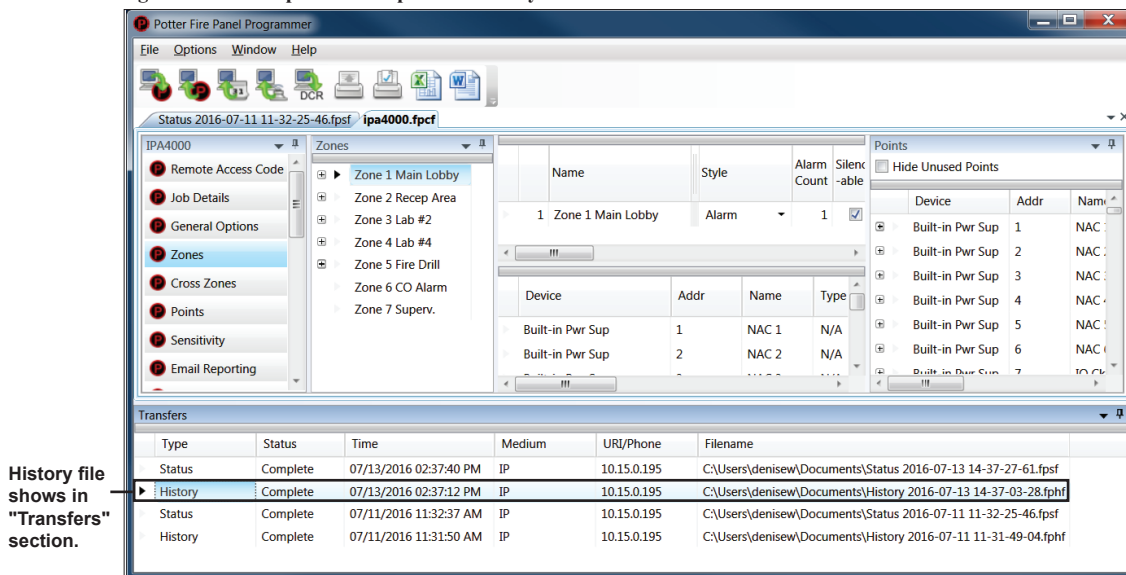 Potter Fire Panel Programmer
File Options Window Help
DCR
Status 2016-07-11 11-32-25-46.fpsf ipa4000.fpcf
IPA4000
Remote Access Code
Job Details
General Options
Zones
Cross Zones
Points
Sensitivity
Email Reporting
Zones
Zone 1 Main Lobby
Zone 2 Recep Area
Zone 3 Lab #2
Zone 4 Lab #4
Zone 5 Fire Drill
Zone 6 CO Alarm
Zone 7 Superv.
Name Style Alarm Count Silenc -able
1 Zone 1 Main Lobby Alarm 1
Device Addr Name Type
Built-in Pwr Sup 1 NAC 1 N/A
Built-in Pwr Sup 2 NAC 2 N/A
Points
Hide Unused Points
Device Addr Nam
Built-in Pwr Sup 1 NAC
Built-in Pwr Sup 2 NAC
Built-in Pwr Sup 3 NAC
Built-in Pwr Sup 4 NAC
Built-in Pwr Sup 5 NAC
Built-in Pwr Sup 6 NAC
Built-in Pwr Sup 7
Transfers
Type Status Time Medium URI/Phone Filename
Status Complete 07/13/2016 02:37:40 PM IP 10.15.0.195 C:\Users\denisew\Documents\Status 2016-07-13 14-37-27-61.fpsf
History Complete 07/13/2016 02:37:12 PM IP 10.15.0.195 C:\Users\denisew\Documents\History 2016-07-13 14-37-03-28.fphf
Status Complete 07/11/2016 11:32:37 AM IP 10.15.0.195 C:\Users\denisew\Documents\Status 2016-07-11 11-32-25-46.fpsf
History Complete 07/11/2016 11:31:50 AM IP 10.15.0.195 C:\Users\denisew\Documents\History 2016-07-11 11-31-49-04.fphf
History file
shows in
"Transfers"
section.